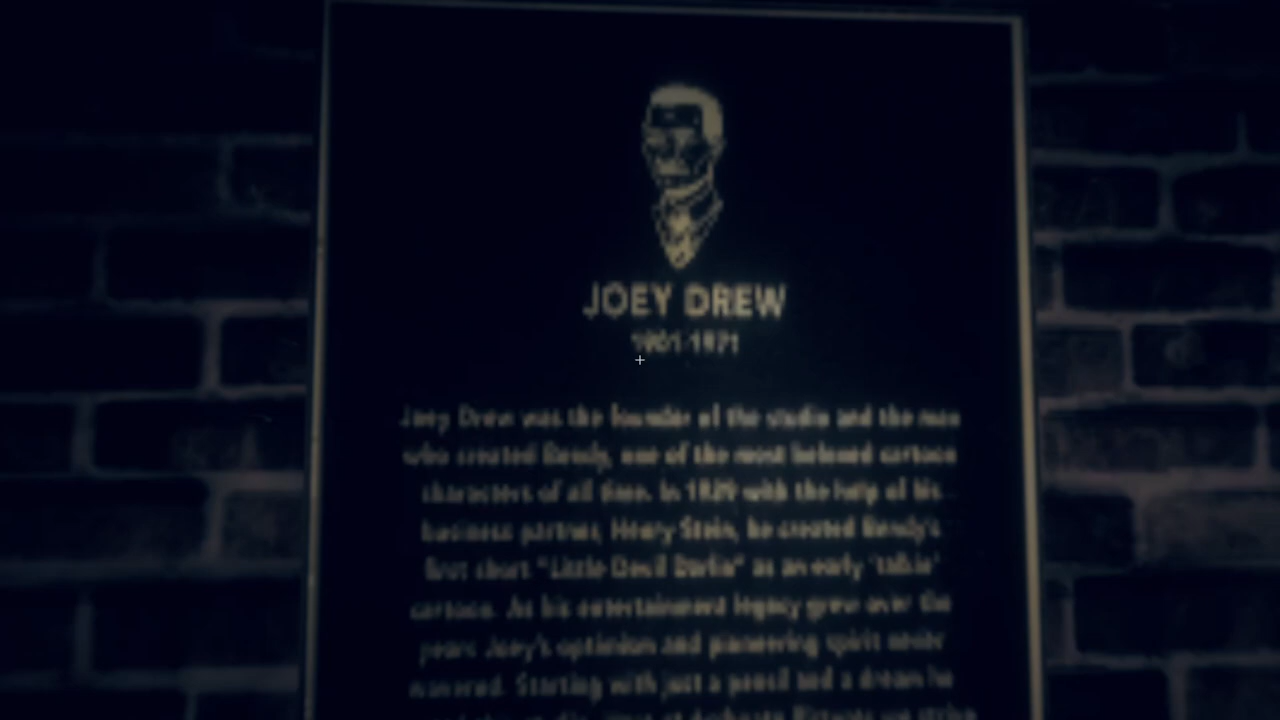 JOEY DREW
1901-1971
Joey Drew was the founder of the studio and the man
who created Bendy, one of the most beloved cartoon
characters of all time. In 1929 with the help of his
business partner, Henry Stein, he created Bendy's
first short "Little Devil Darlin" as an early 'talkie'
cartoon. As his entertainment legacy grew over the
years Joey's optimism and pioneering spirit never
wavered. Starting with just a pencil and a dream he